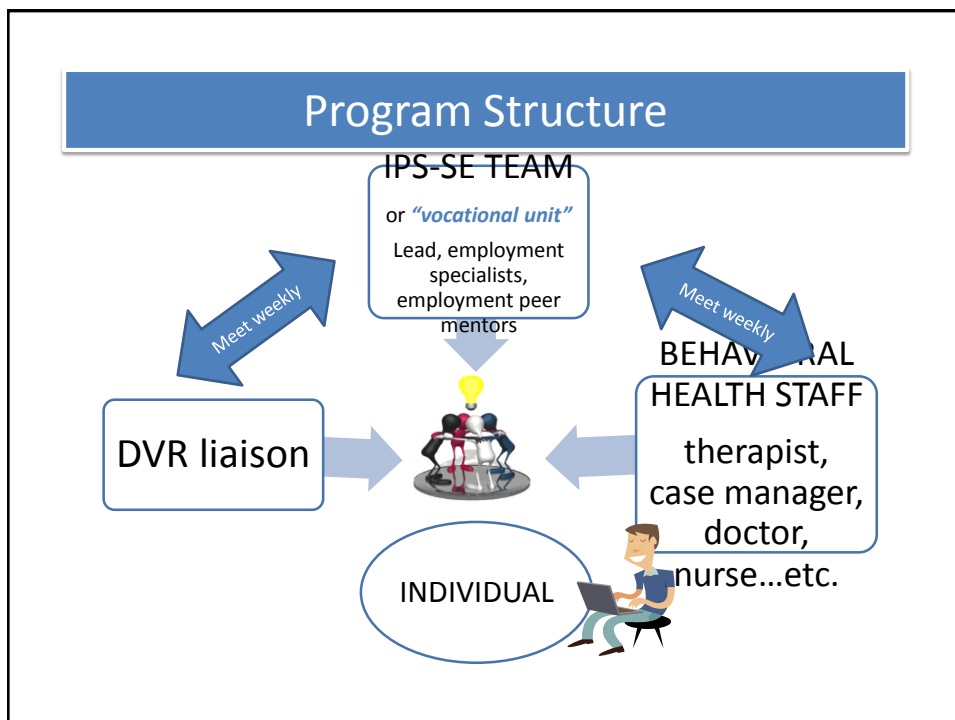 Program Structure
IPS-SE TEAM
or “vocational unit”
Lead, employment
specialists,
employment peer
mentors
Meet weekly
Meet weekly
DVR liaison
BEHAVIORAL
HEALTH STAFF
therapist,
case manager,
doctor,
nurse…etc.
INDIVIDUAL